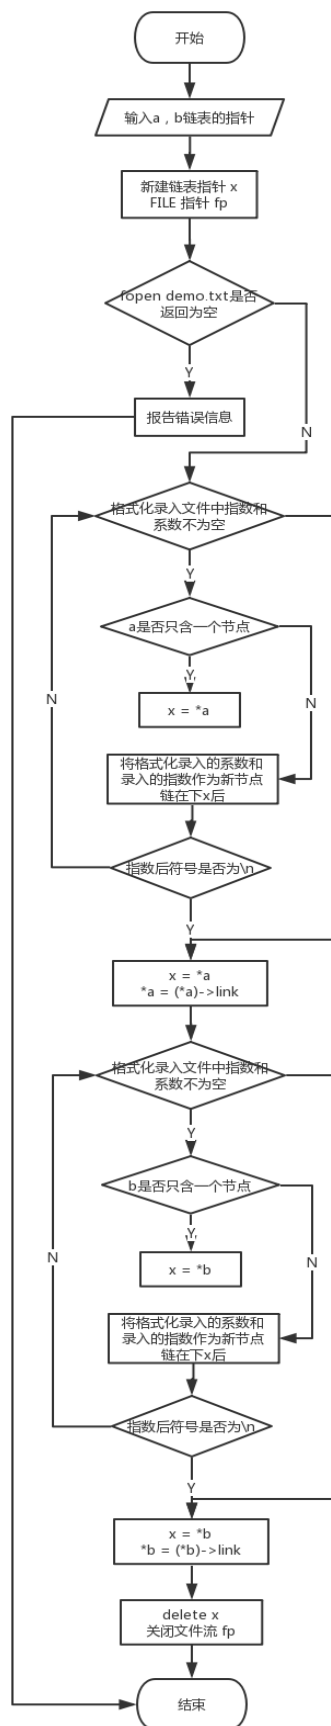 开始
输入a，b链表的指针
新建链表指针 x
FILE 指针 fp
fopen demo.txt是否
返回为空
Y
报告错误信息
N
格式化录入文件中指数和
系数不为空
Y
a是否只含一个节点
Y
N
N
x = *a
将格式化录入的系数和
录入的指数作为新节点
链在下x后
指数后符号是否为\n
Y
x = *a
*a = (*a)->link
格式化录入文件中指数和
系数不为空
Y
b是否只含一个节点
Y
N
N
x = *b
将格式化录入的系数和
录入的指数作为新节点
链在下x后
指数后符号是否为\n
Y
x = *b
*b = (*b)->link
delete x
关闭文件流 fp
结束